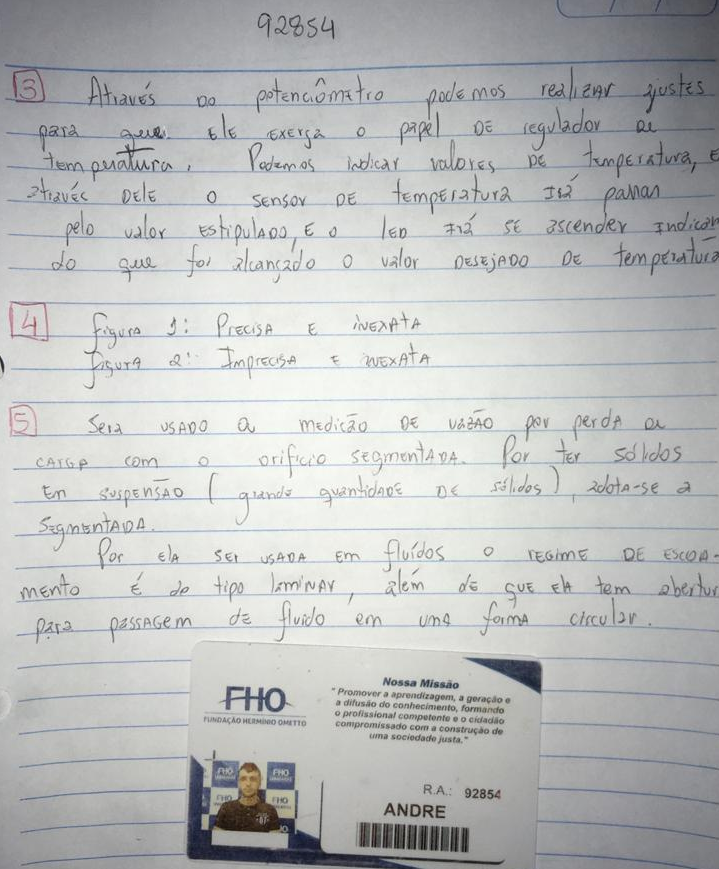 92854
3 Através do potenciômetro podemos realizar ajustes
para que ele exerça o papel de regulador de
temperatura. Podemos indicar valores de temperatura, e
através dele o sensor de temperatura irá passar
pelo valor estipulado, e o led irá se ascender indican
do que foi alcançado o valor desejado de temperatura
4 figura 1: Precisa e inexata
figura 2: Imprecisa e inexata
5 Será usado a medição de vazão por perda de
carga com o orifício segmentada. Por ter sólidos
em suspensão (grande quantidade de sólidos), adota-se a
segmentada.
Por ela ser usada em fluídos o regime de escoa-
mento é do tipo laminar, além de que ela tem abertur
para passagem de fluido em uma forma circular.
FHO
FUNDAÇÃO HERMÍNIO OMETTO
Nossa Missão
"Promover a aprendizagem, a geração e
a difusão do conhecimento, formando
o profissional competente e o cidadão
compromissado com a construção de
uma sociedade justa."
FHO FHO
FHO FHO
R.A.: 92854
ANDRE